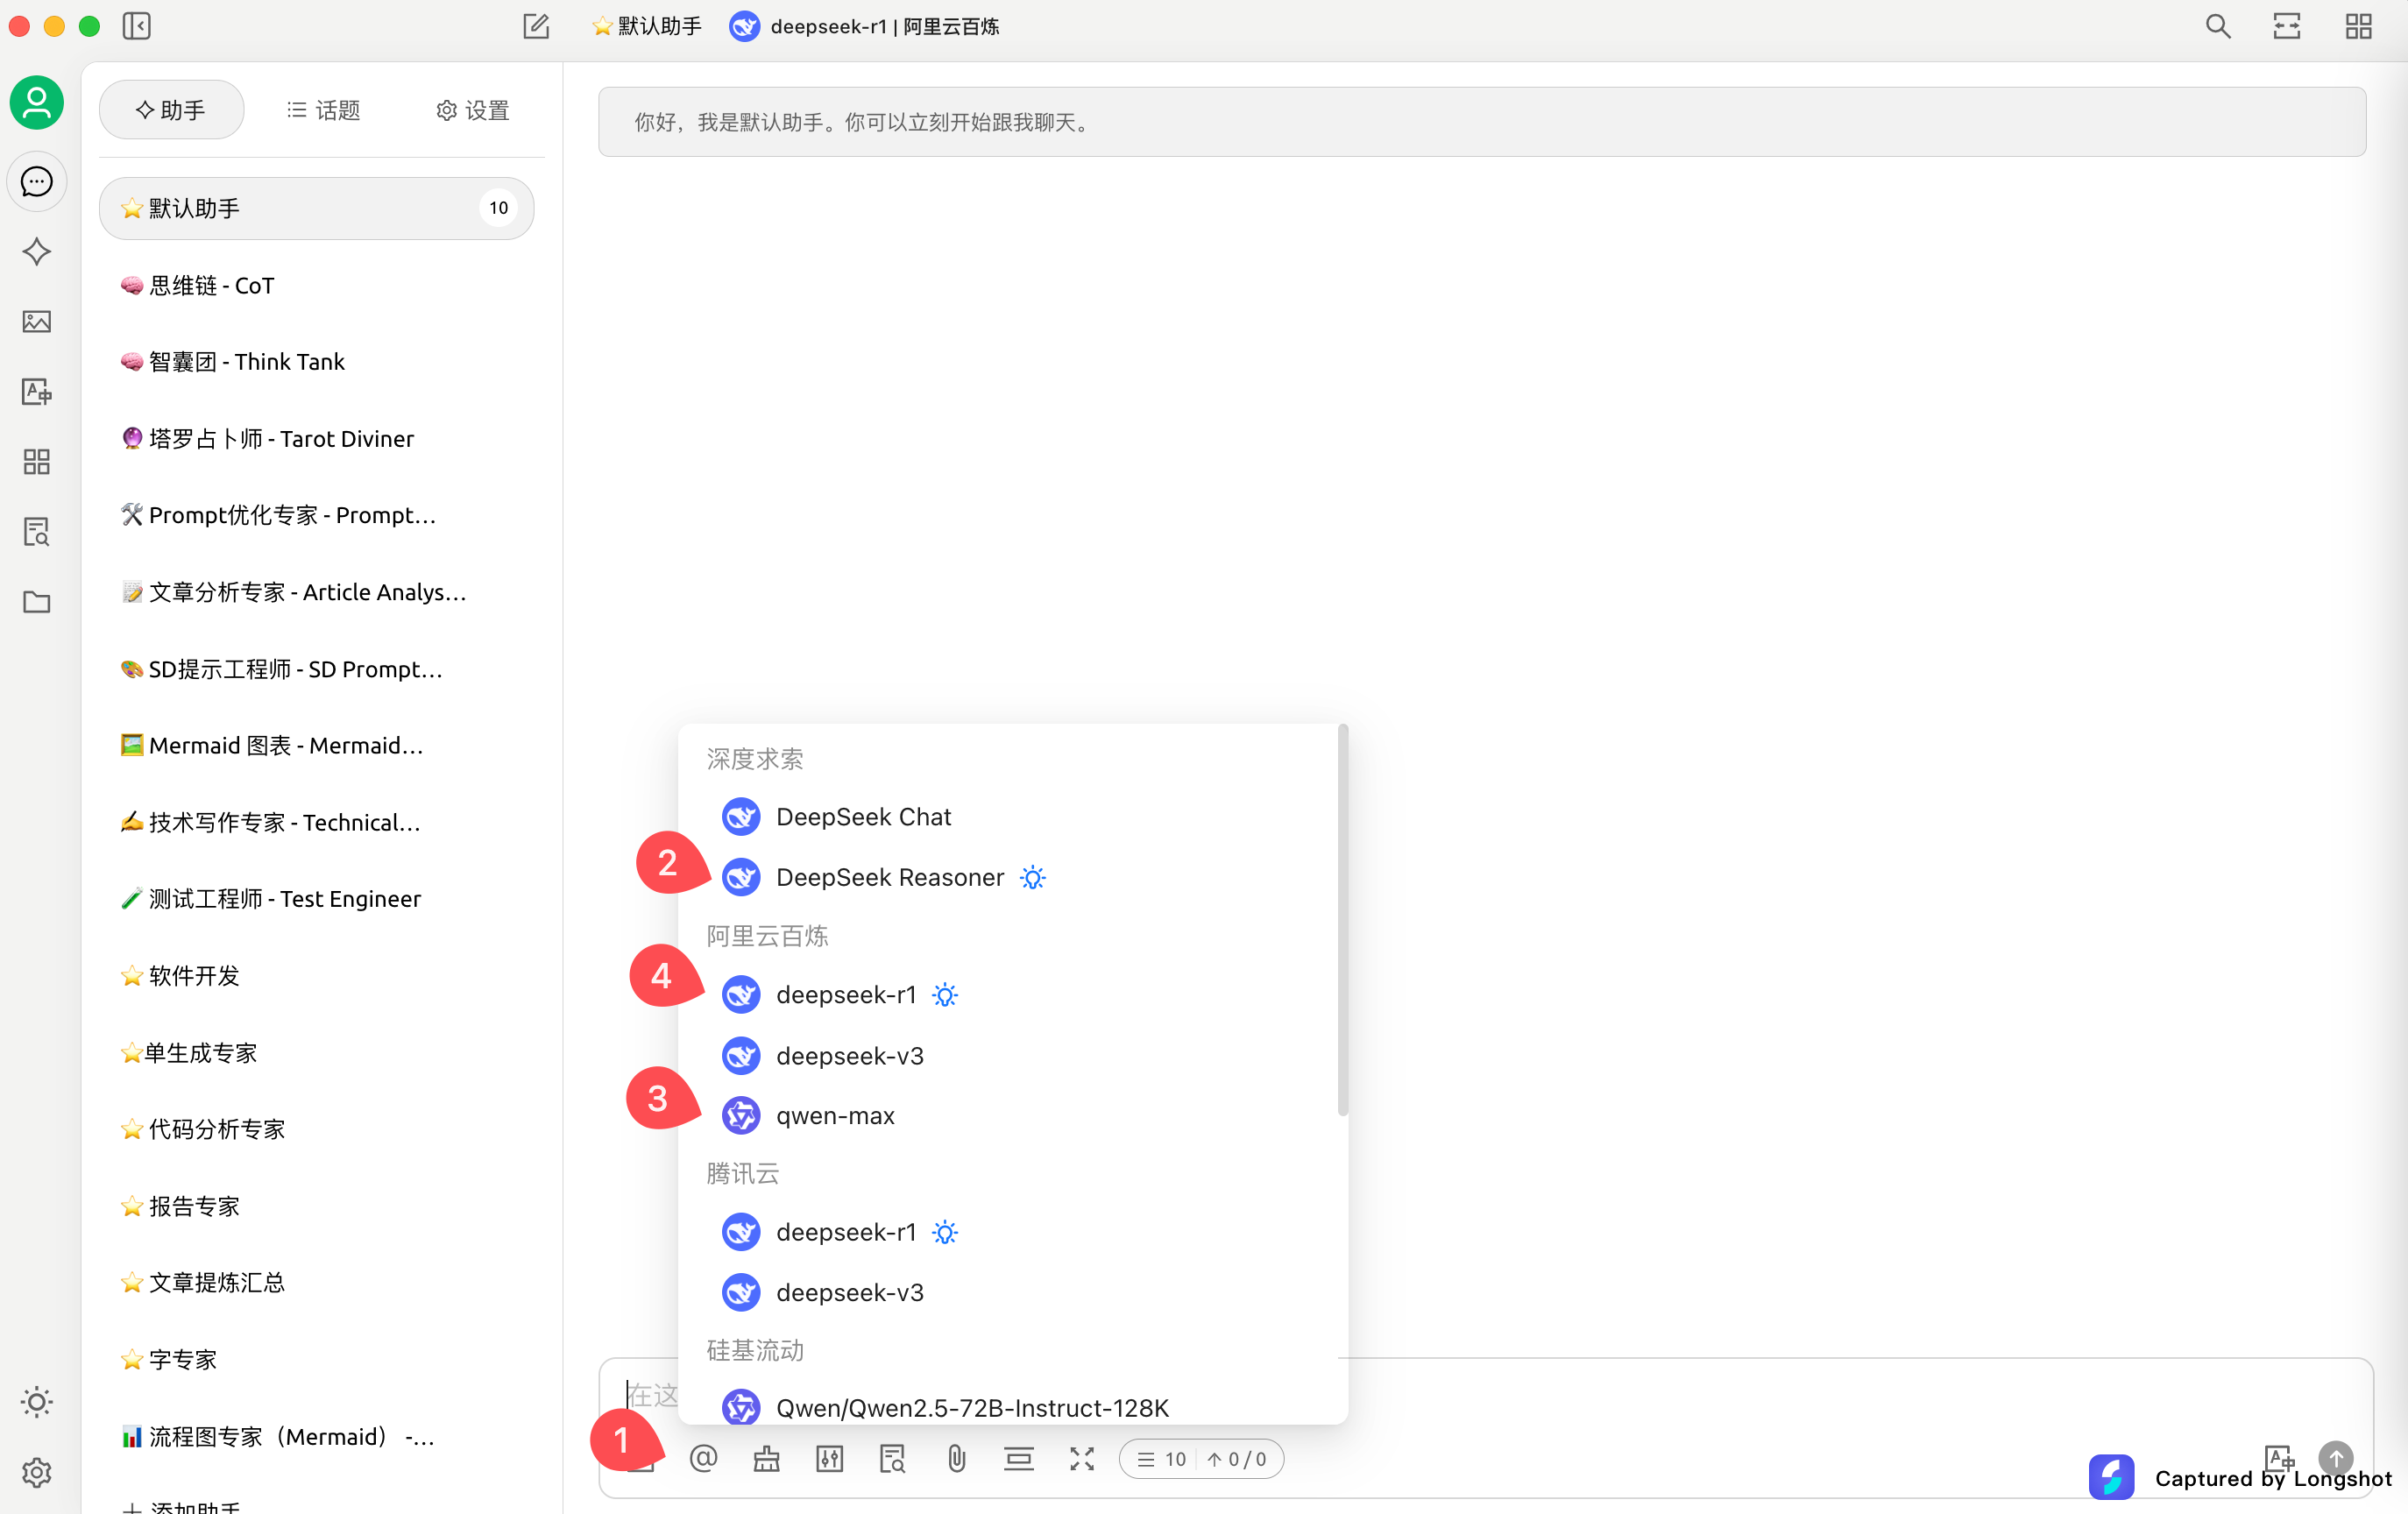 ⭐ 默认助手
deepseek-r1 | 阿里云百炼
助手
话题
设置
⭐ 默认助手
10
🧠 思维链 - CoT
🧠 智囊团 - Think Tank
🔮 塔罗占卜师 - Tarot Diviner
🛠 Prompt优化专家 - Prompt...
📝 文章分析专家 - Article Analys...
🎨 SD提示工程师 - SD Prompt...
🖼️ Mermaid 图表 - Mermaid...
✍️ 技术写作专家 - Technical...
🧪 测试工程师 - Test Engineer
⭐ 软件开发
⭐单生成专家
⭐ 代码分析专家
⭐ 报告专家
⭐ 文章提炼汇总
⭐ 字专家
📊 流程图专家（Mermaid） -...
+ 添加助手
你好，我是默认助手。你可以立刻开始跟我聊天。
深度求索
DeepSeek Chat
2
DeepSeek Reasoner
阿里云百炼
4
deepseek-r1
deepseek-v3
3
qwen-max
腾讯云
deepseek-r1
deepseek-v3
硅基流动
Qwen/Qwen2.5-72B-Instruct-128K
在这
1
@
10
↑ 0 / 0
Captured by Longshot